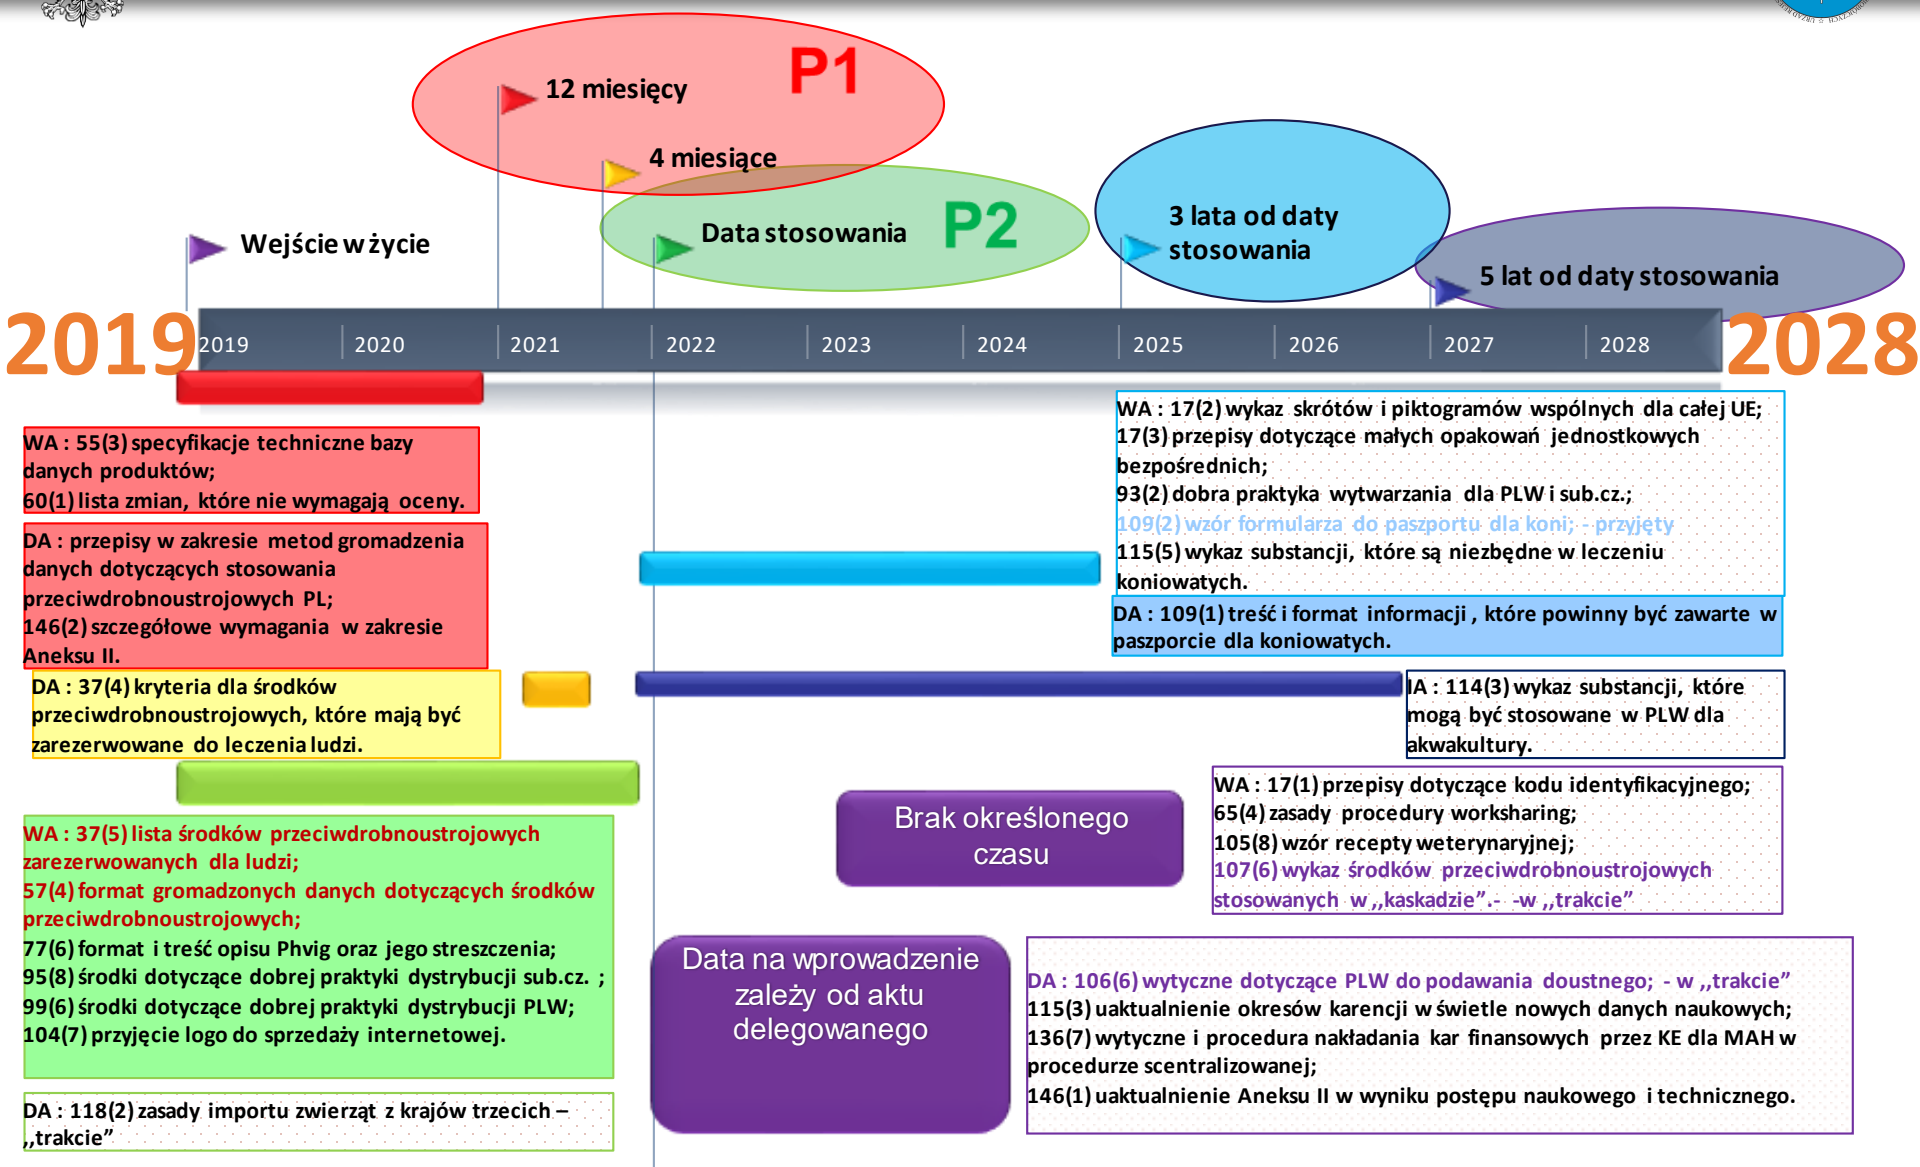 P1
12 miesięcy
4 miesiące
P2
Data stosowania
3 lata od daty
stosowania
Wejście w życie
5 lat od daty stosowania
2019
2019 2020 2021 2022 2023 2024 2025 2026 2027 2028
2028
WA : 55(3) specyfikacje techniczne bazy
danych produktów;
60(1) lista zmian, które nie wymagają oceny.
DA : przepisy w zakresie metod gromadzenia
danych dotyczących stosowania
przeciwdrobnoustrojowych PL;
146(2) szczegółowe wymagania w zakresie
Aneksu II.
DA : 37(4) kryteria dla środków
przeciwdrobnoustrojowych, które mają być
zarezerwowane do leczenia ludzi.
WA : 37(5) lista środków przeciwdrobnoustrojowych
zarezerwowanych dla ludzi;
57(4) format gromadzonych danych dotyczących środków
przeciwdrobnoustrojowych;
77(6) format i treść opisu Phvig oraz jego streszczenia;
95(8) środki dotyczące dobrej praktyki dystrybucji sub.cz. ;
99(6) środki dotyczące dobrej praktyki dystrybucji PLW;
104(7) przyjęcie logo do sprzedaży internetowej.
DA : 118(2) zasady importu zwierząt z krajów trzecich –
,,trakcie”
WA : 17(2) wykaz skrótów i piktogramów wspólnych dla całej UE;
17(3) przepisy dotyczące małych opakowań jednostkowych
bezpośrednich;
93(2) dobra praktyka wytwarzania dla PLW i sub.cz.;
109(2) wzór formularza do paszportu dla koni; - przyjęty
115(5) wykaz substancji, które są niezbędne w leczeniu
koniowatych.
DA : 109(1) treść i format informacji , które powinny być zawarte w
paszporcie dla koniowatych.
IA : 114(3) wykaz substancji, które
mogą być stosowane w PLW dla
akwakultury.
Brak określonego
czasu
WA : 17(1) przepisy dotyczące kodu identyfikacyjnego;
65(4) zasady procedury worksharing;
105(8) wzór recepty weterynaryjnej;
107(6) wykaz środków przeciwdrobnoustrojowych
stosowanych w ,,kaskadzie”.- -w ,,trakcie”
Data na wprowadzenie
zależy od aktu
delegowanego
DA : 106(6) wytyczne dotyczące PLW do podawania doustnego; - w ,,trakcie”
115(3) uaktualnienie okresów karencji w świetle nowych danych naukowych;
136(7) wytyczne i procedura nakładania kar finansowych przez KE dla MAH w
procedurze scentralizowanej;
146(1) uaktualnienie Aneksu II w wyniku postępu naukowego i technicznego.